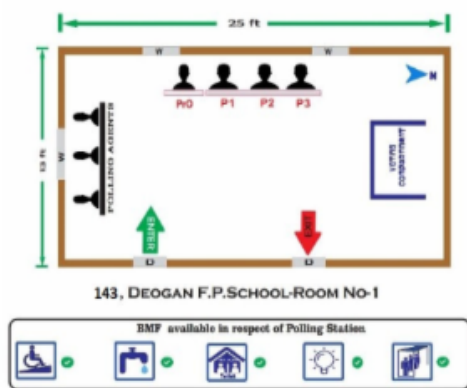 25 ft
W
W
PrO
P1
P2
P3
N
W
POLLING AGENTS
13 ft
VOTING
COMPARTMENT
ENTER
EXIT
D
D
143, DEOGAN F.P.SCHOOL-ROOM NO-1
BMF available in respect of Polling Station